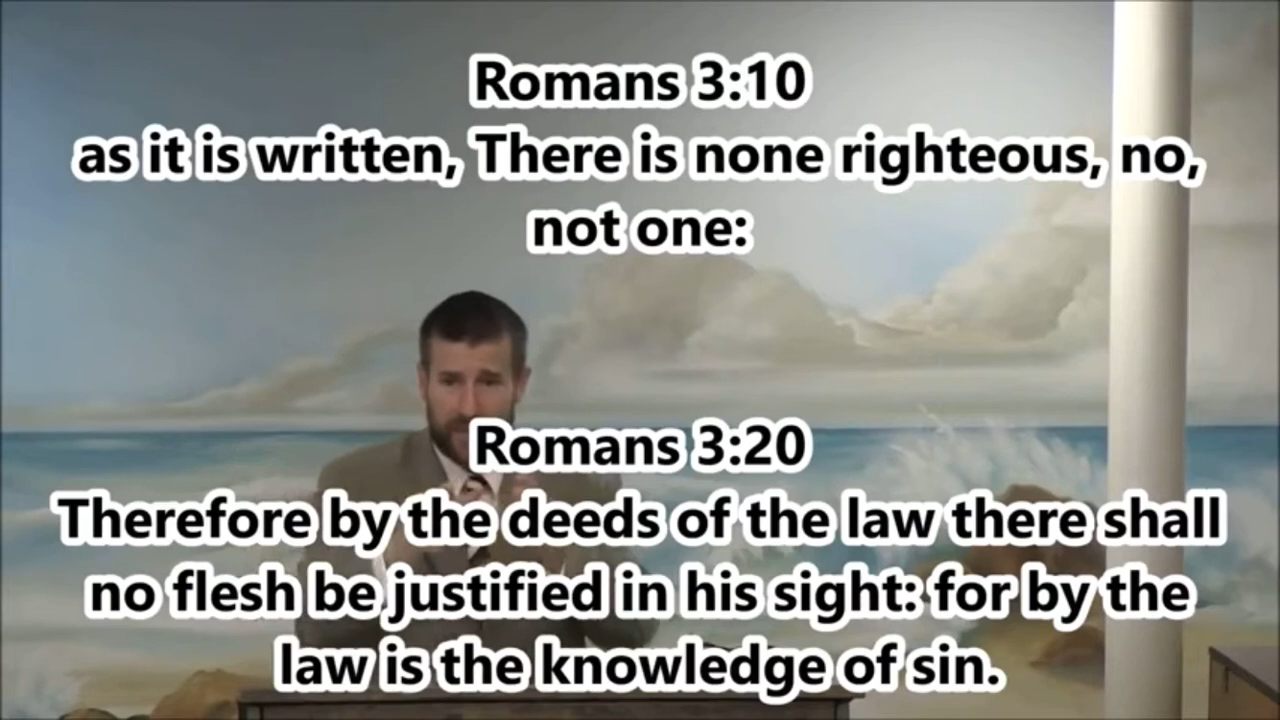 Romans 3:10
as it is written, There is none righteous, no,
not one:
Romans 3:20
Therefore by the deeds of the law there shall
no flesh be justified in his sight: for by the
law is the knowledge of sin.